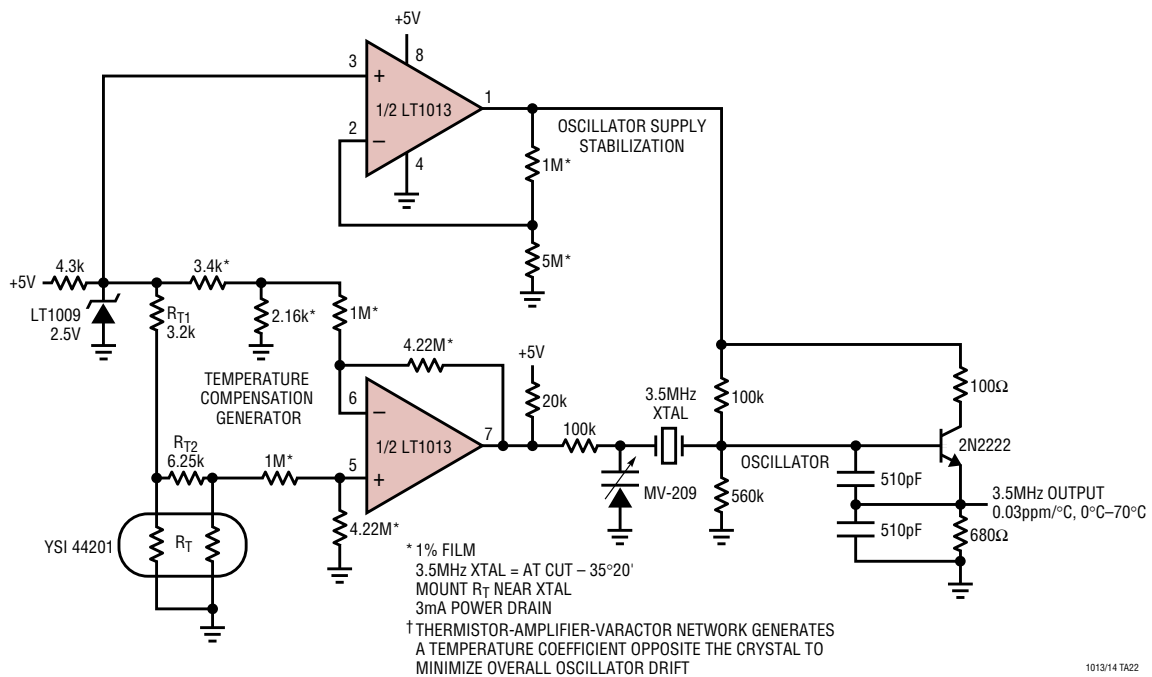 +5V
3
8
+
1/2 LT1013
1
2
–
4
OSCILLATOR SUPPLY
STABILIZATION
1M*
5M*
+5V
4.3k
3.4k*
LT1009
2.5V
RT1
3.2k
2.16k*
1M*
4.22M*
+5V
TEMPERATURE
COMPENSATION
GENERATOR
6
–
1/2 LT1013
7
5
+
20k
100k
3.5MHz
XTAL
100k
100Ω
2N2222
RT2
6.25k
1M*
MV-209
OSCILLATOR
560k
510pF
510pF
3.5MHz OUTPUT
0.03ppm/°C, 0°C–70°C
680Ω
4.22M*
YSI 44201
RT
* 1% FILM
3.5MHz XTAL = AT CUT – 35°20'
MOUNT RT NEAR XTAL
3mA POWER DRAIN
† THERMISTOR-AMPLIFIER-VARACTOR NETWORK GENERATES
A TEMPERATURE COEFFICIENT OPPOSITE THE CRYSTAL TO
MINIMIZE OVERALL OSCILLATOR DRIFT
1013/14 TA22